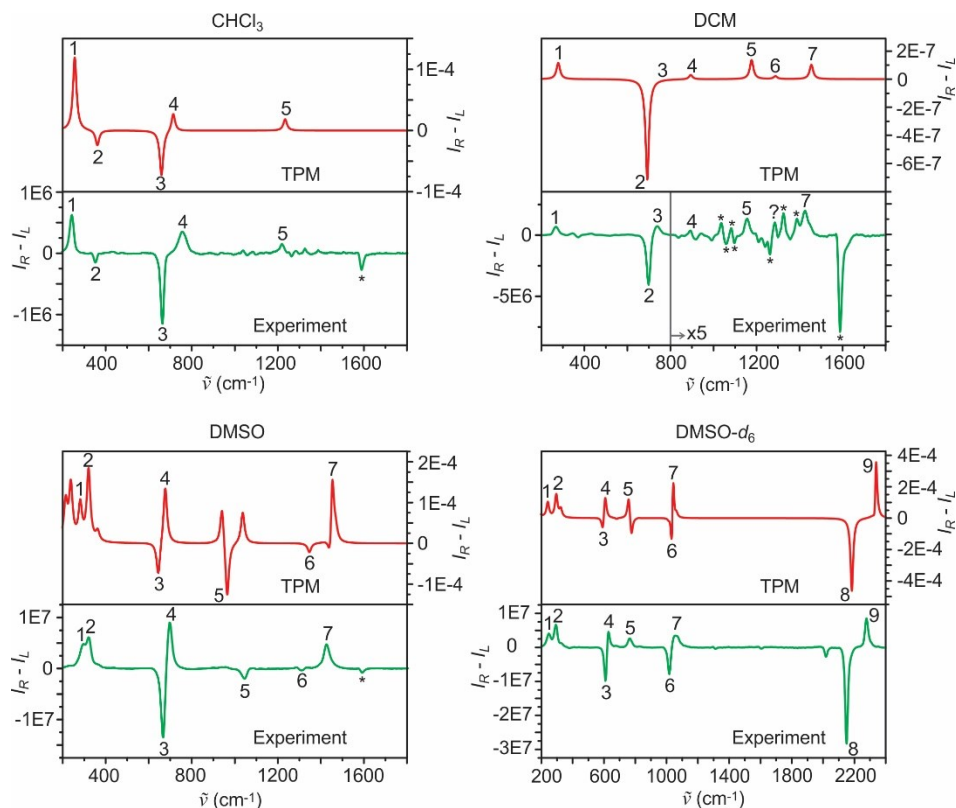 CHCl₃
1
2
3
4
5
TPM
1E-4
0
-1E-4
I_R - I_L
1
2
3
4
5
*
Experiment
1E6
0
-1E6
I_R - I_L
400 800 1200 1600
ṽ (cm⁻¹)
DCM
1
2
3
4
5
6
7
TPM
2E-7
0
-2E-7
-4E-7
-6E-7
I_R - I_L
1
2
3
4
*
*
*
*
5
*
?
*
*
7
*
x5
Experiment
0
-5E6
I_R - I_L
400 800 1200 1600
ṽ (cm⁻¹)
DMSO
1
2
3
4
5
6
7
TPM
2E-4
1E-4
0
-1E-4
I_R - I_L
1
2
3
4
5
6
7
*
Experiment
1E7
0
-1E7
I_R - I_L
400 800 1200 1600
ṽ (cm⁻¹)
DMSO-d₆
1
2
3
4
5
6
7
8
9
TPM
4E-4
2E-4
0
-2E-4
-4E-4
I_R - I_L
1
2
3
4
5
6
7
8
9
Experiment
1E7
0
-1E7
-2E7
-3E7
I_R - I_L
200 600 1000 1400 1800 2200
ṽ (cm⁻¹)